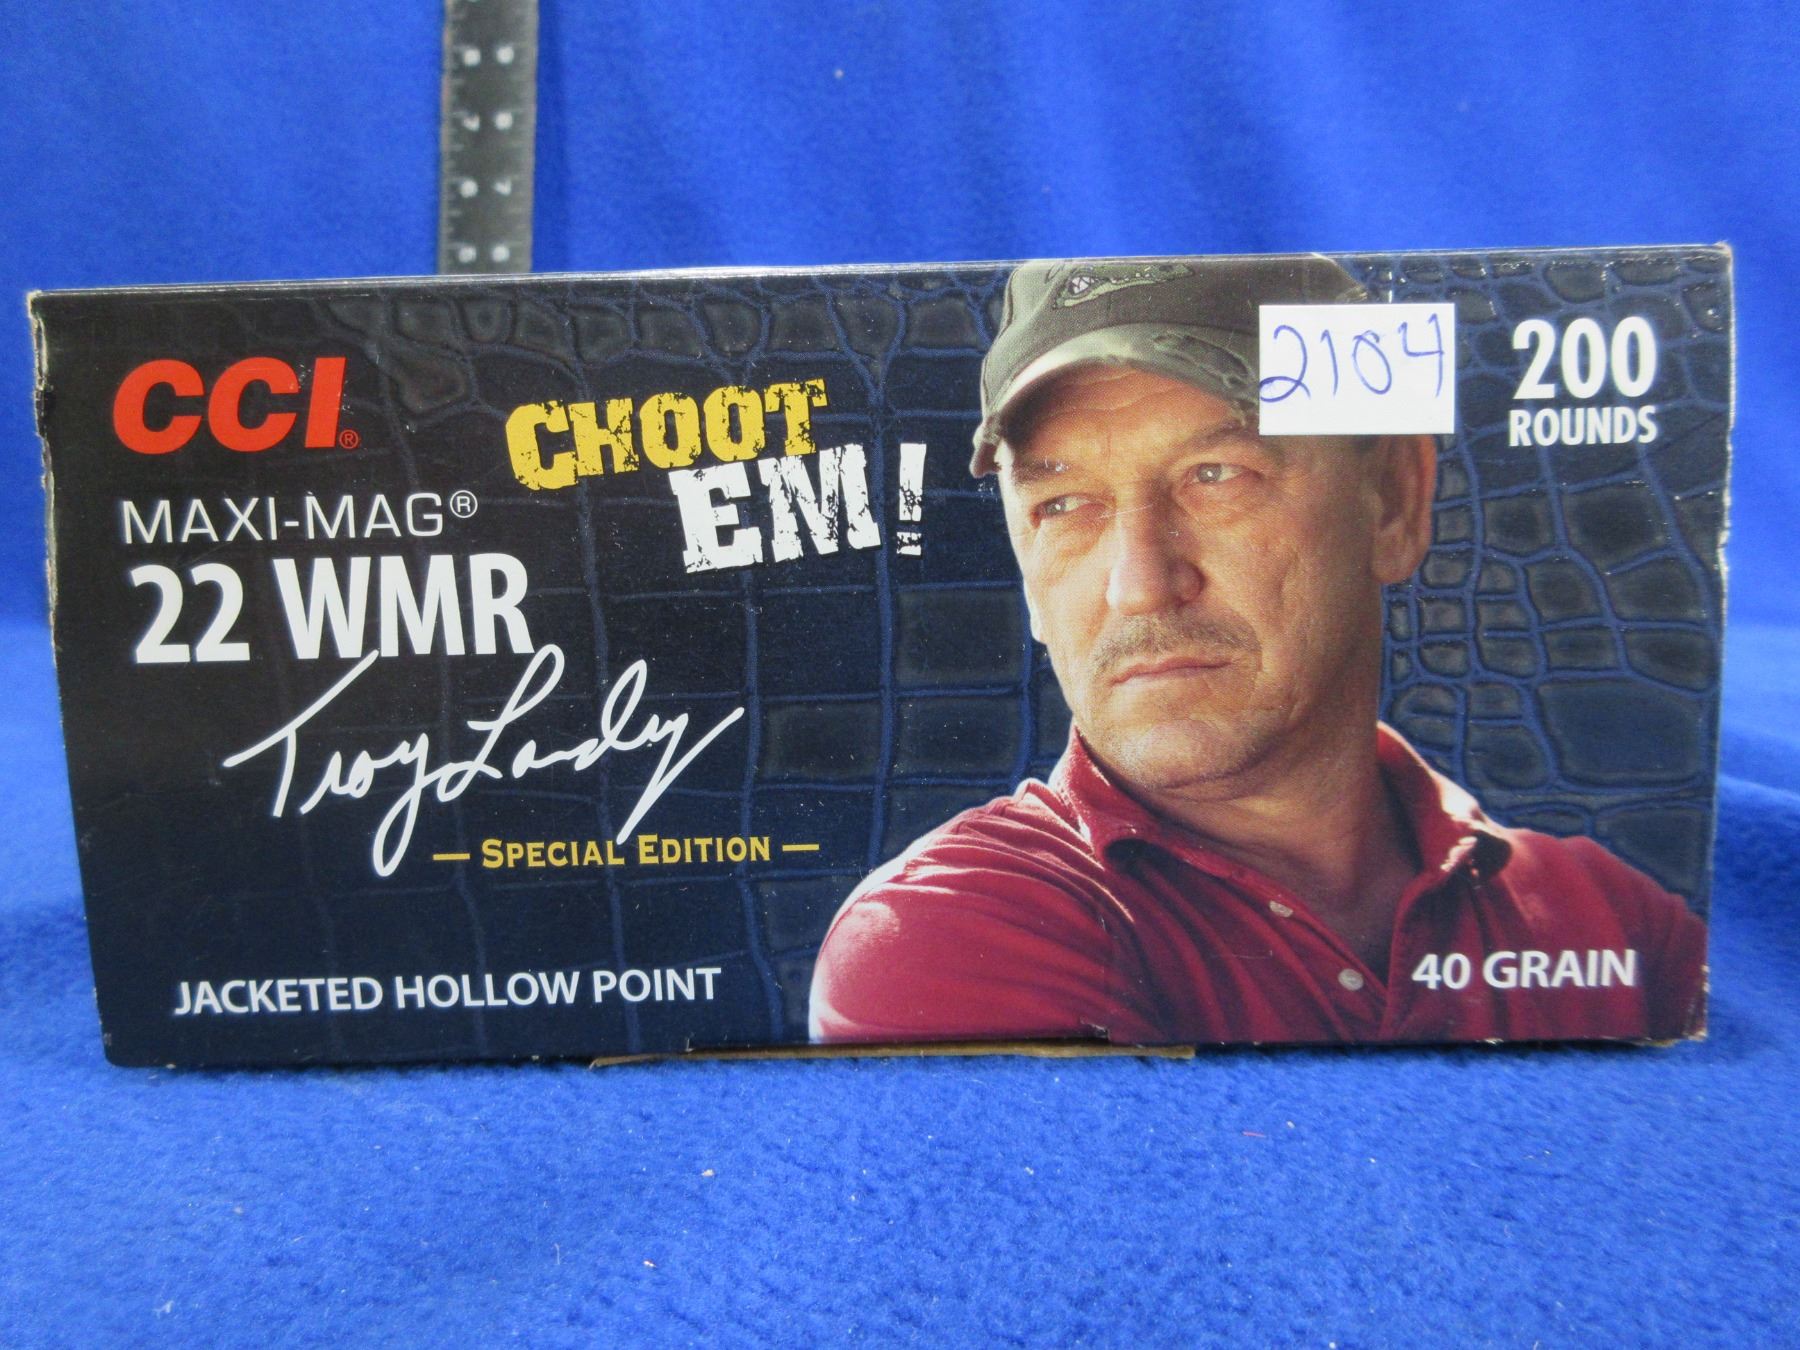 CCI®
CHOOT
EM!
MAXI-MAG®
22 WMR
Troy Landry
— SPECIAL EDITION —
JACKETED HOLLOW POINT
2104
200
ROUNDS
40 GRAIN